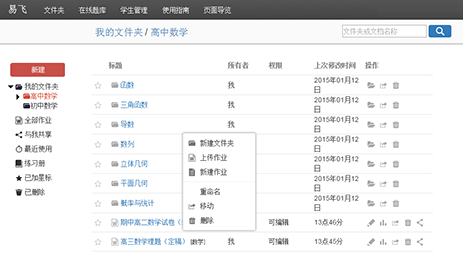 易飞 文件夹 在线题库 学生管理 使用指南 页面导览
我的文件夹 / 高中数学
文件夹或文档名称
新建
我的文件夹
高中数学
初中数学
全部作业
与我共享
最近使用
练习册
已加星标
已删除
标题 所有者 权限 上次修改时间 操作
函数 我 2015年01月12日
三角函数 我 2015年01月12日
导数 我 2015年01月12日
数列 2015年01月12日
立体几何 2015年01月12日
平面几何 2015年01月12日
概率与统计 2015年01月12日
期中高二数学试卷( 可编辑 13点46分
高三数学理题(定稿) [数学] 我 可编辑 13点45分
新建文件夹
上传作业
新建作业
重命名
移动
删除